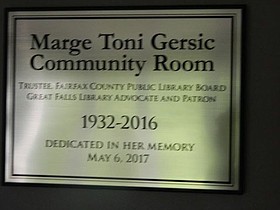 Marge Toni Gersic
Community Room
Trustee, Fairfax County Public Library Board
Great Falls Library Advocate and Patron
1932-2016
Dedicated in her memory
May 6, 2017